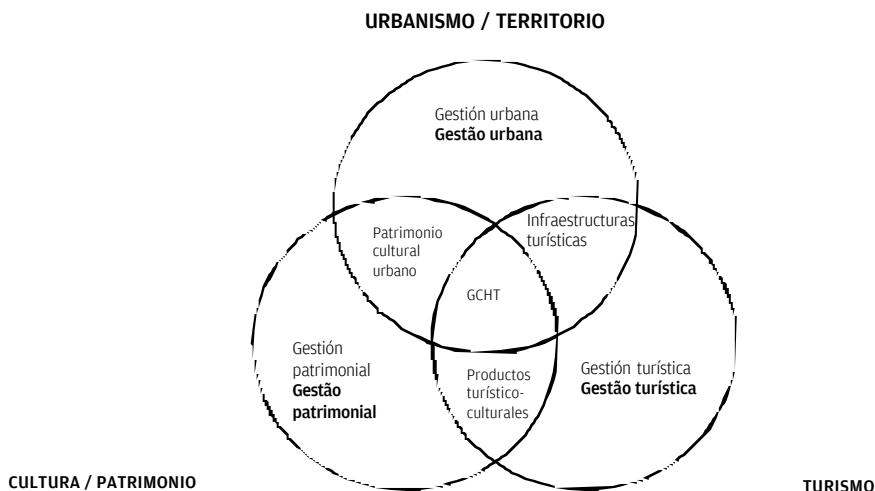 URBANISMO / TERRITORIO
Gestión urbana
Gestão urbana
Patrimonio
cultural
urbano
Infraestructuras
turísticas
GCHT
Gestión
patrimonial
Gestão
patrimonial
Productos
turístico-
culturales
Gestión turística
Gestão turística
CULTURA / PATRIMONIO
TURISMO